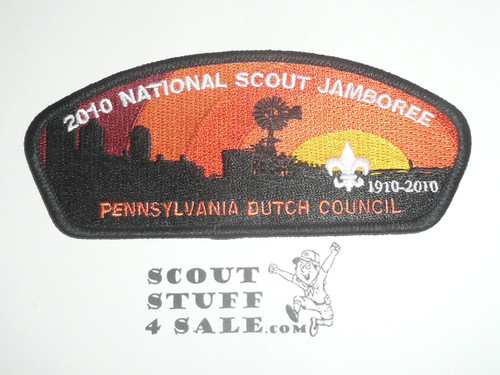 2010 NATIONAL SCOUT JAMBOREE
1910-2010
PENNSYLVANIA DUTCH COUNCIL
SCOUT
STUFF
4 SALE.COM